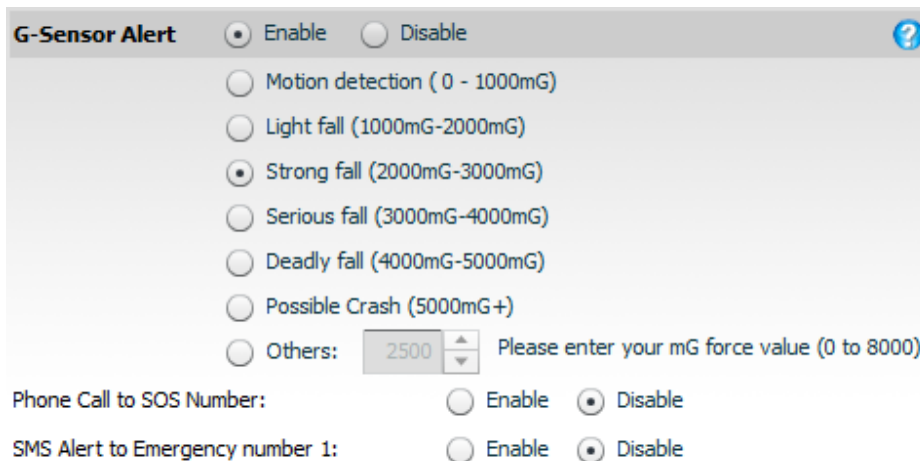 G-Sensor Alert Enable Disable ?
Motion detection ( 0 - 1000mG)
Light fall (1000mG-2000mG)
Strong fall (2000mG-3000mG)
Serious fall (3000mG-4000mG)
Deadly fall (4000mG-5000mG)
Possible Crash (5000mG+)
Others: 2500 Please enter your mG force value (0 to 8000)
Phone Call to SOS Number: Enable Disable
SMS Alert to Emergency number 1: Enable Disable